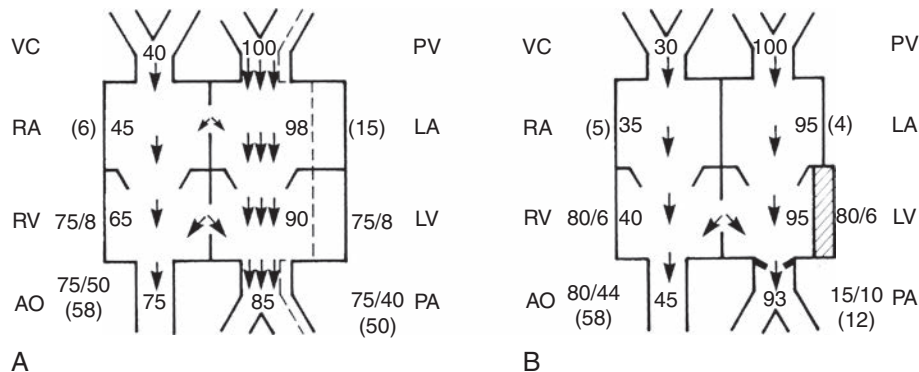 VC 40 100 PV
RA (6) 45 98 (15) LA
RV 75/8 65 90 75/8 LV
AO 75/50 (58) 75 85 75/40 (50) PA
A
VC 30 100 PV
RA (5) 35 95 (4) LA
RV 80/6 40 95 80/6 LV
AO 80/44 (58) 45 93 15/10 (12) PA
B